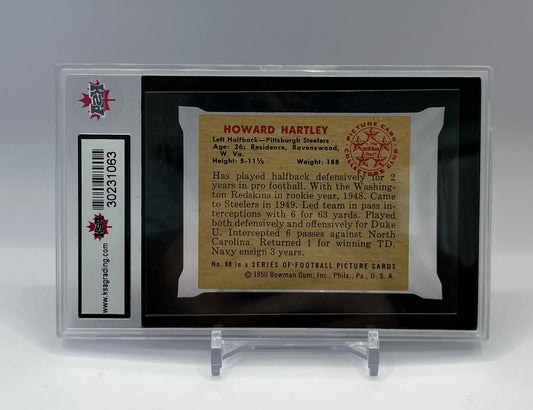 KSA
www.ksagrading.com
30231063
HOWARD HARTLEY
Left Halfback—Pittsburgh Steelers
Age: 26; Residence, Ravenswood,
W. Va.
Height: 5-11½ Weight: 188
PICTURE CARD
COLLECTORS CLUB
Has played halfback defensively for 2
years in pro football. With the Washing-
ton Redskins in rookie year, 1948. Came
to Steelers in 1949. Led team in pass in-
terceptions with 6 for 63 yards. Played
both defensively and offensively for Duke
U. Intercepted 6 passes against North
Carolina. Returned 1 for winning TD.
Navy ensign 3 years.
No. 88 in a SERIES OF FOOTBALL PICTURE CARDS
© 1950 Bowman Gum, Inc., Phila., Pa., U. S. A.